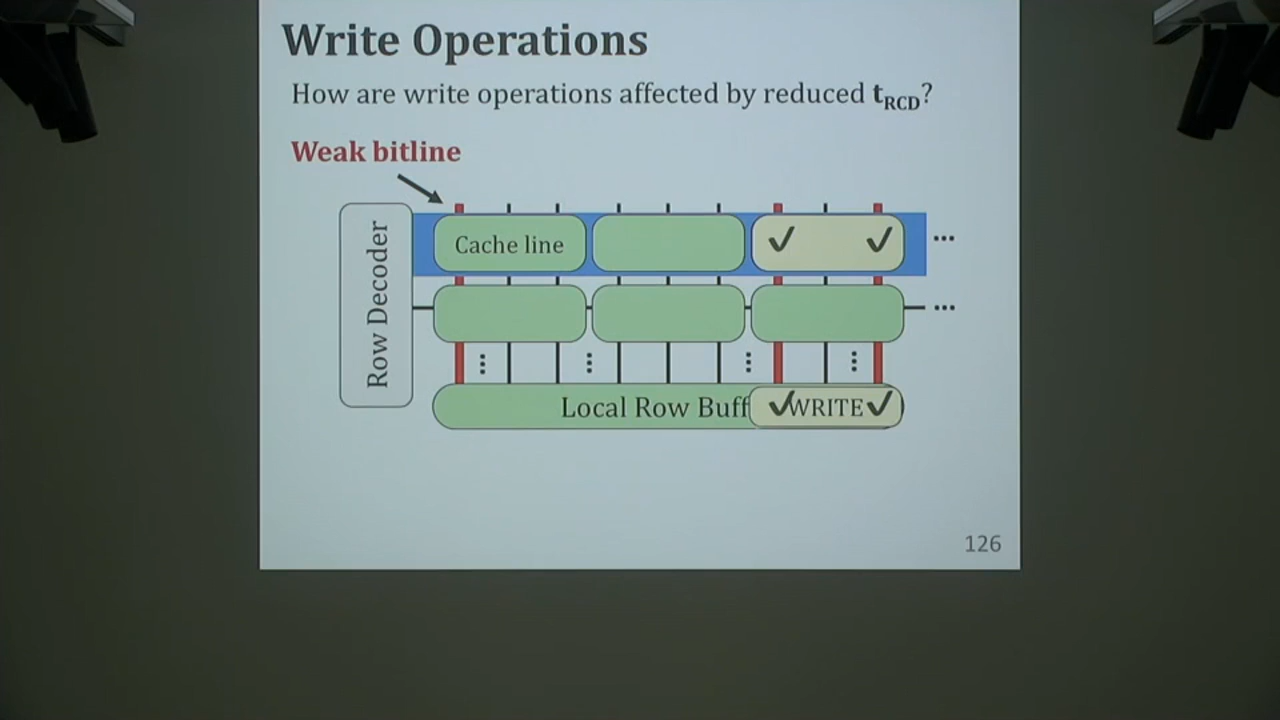 Write Operations
How are write operations affected by reduced tRCD?
Weak bitline
Row Decoder
Cache line
✓ ✓
...
...
Local Row Buff
✓WRITE✓
126